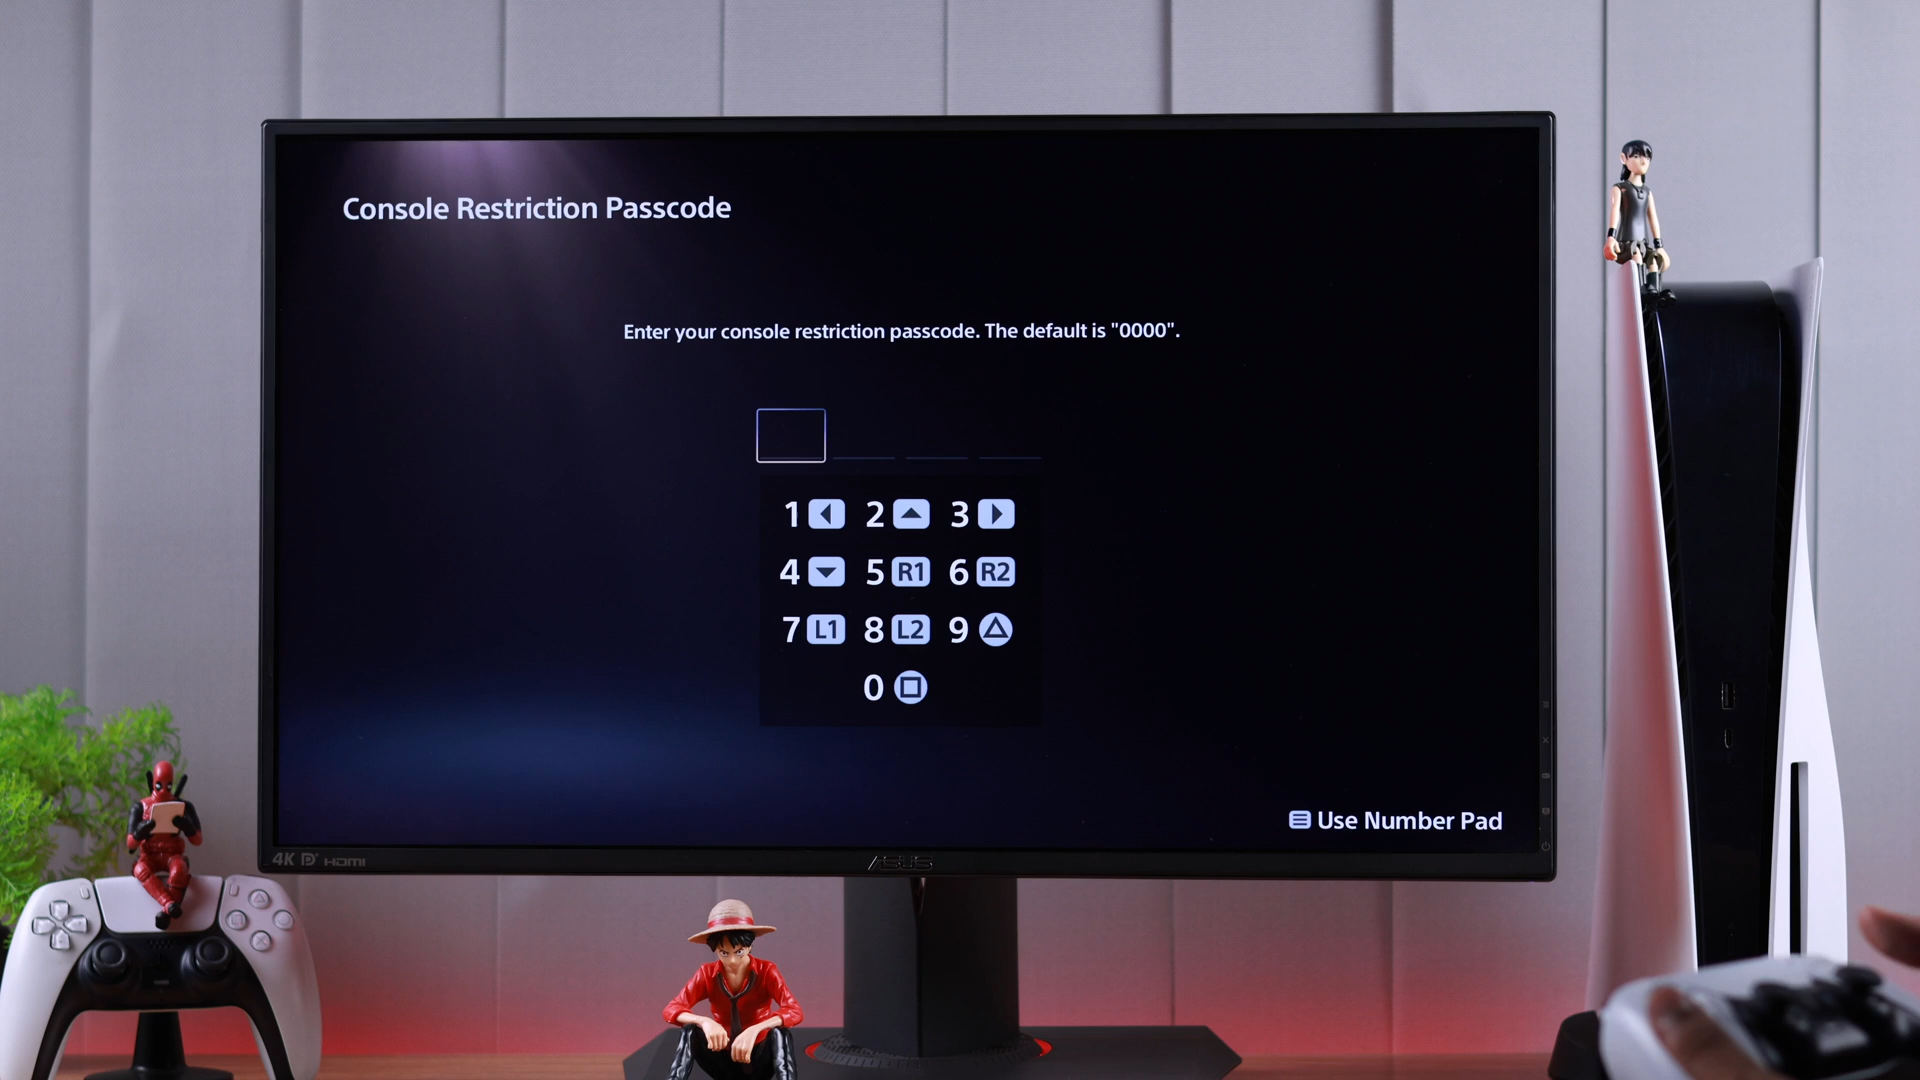 Console Restriction Passcode
Enter your console restriction passcode. The default is "0000".
1 2 3
4 5 R1 6 R2
7 L1 8 L2 9
0
Use Number Pad
4K HDMI
ASUS